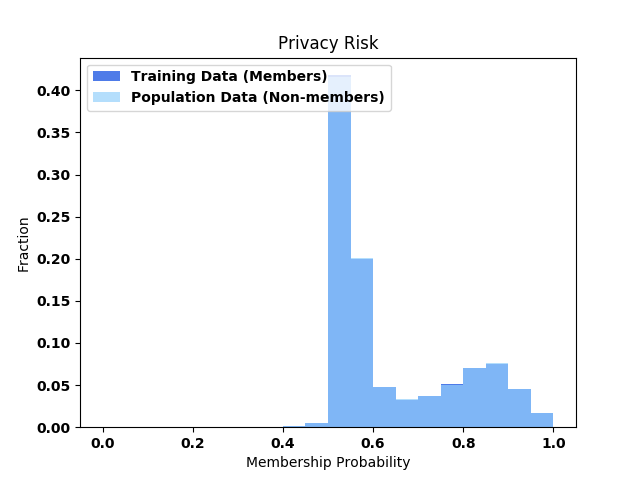 Privacy Risk
Training Data (Members)
Population Data (Non-members)
0.40
0.35
0.30
0.25
0.20
0.15
0.10
0.05
0.00
Fraction
0.0 0.2 0.4 0.6 0.8 1.0
Membership Probability